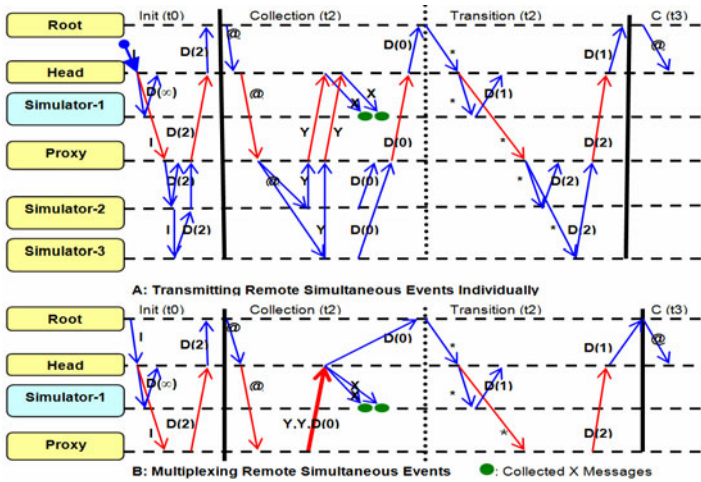 Init (t0) Collection (t2) Transition (t2) C (t3)
Root
D(2) @ D(0) * D(1) @
I
Head
D(∞) @ X X * D(1)
Simulator-1
I D(2) Y Y D(0) * D(2)
Proxy
D(2) @ D(0) * D(2)
Simulator-2
I D(2) Y D(0) * D(2)
Simulator-3
A: Transmitting Remote Simultaneous Events Individually
Init (t0) Collection (t2) Transition (t2) C (t3)
Root
I D(2) @ D(0) * D(1) @
Head
D(∞) @ X X * D(1)
Simulator-1
I D(2) Y.Y.D(0) * D(2)
Proxy
B: Multiplexing Remote Simultaneous Events : Collected X Messages